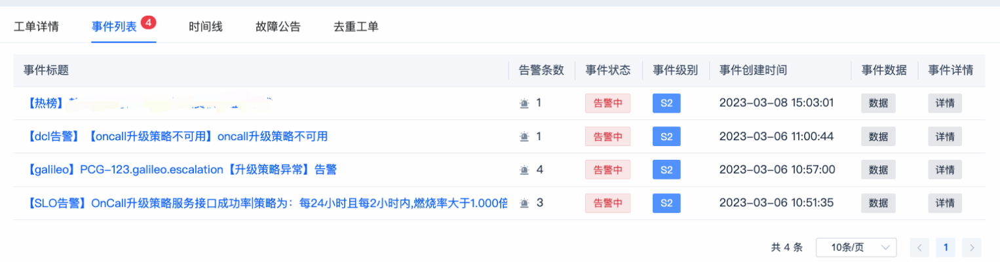 工单详情 事件列表 4 时间线 故障公告 去重工单
事件标题 告警条数 事件状态 事件级别 事件创建时间 事件数据 事件详情
【热榜】 1 告警中 S2 2023-03-08 15:03:01 数据 详情
【dcl告警】【oncall升级策略不可用】oncall升级策略不可用 1 告警中 S2 2023-03-06 11:00:44 数据 详情
【galileo】PCG-123.galileo.escalation【升级策略异常】告警 4 告警中 S2 2023-03-06 10:57:00 数据 详情
【SLO告警】OnCall升级策略服务接口成功率|策略为：每24小时且每2小时内,燃烧率大于1.000倍 3 告警中 S2 2023-03-06 10:51:35 数据 详情
共 4 条 10条/页 1